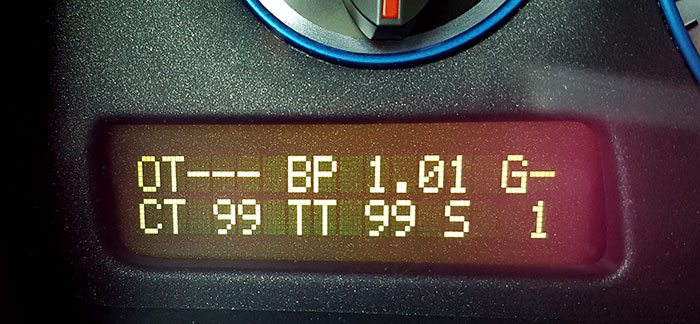 OT--- BP 1.01 G-
CT 99 TT 99 S 1